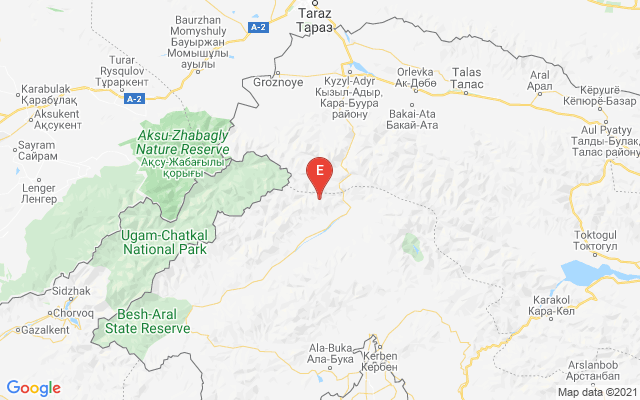 Taraz
Тараз
Baurzhan
Momyshuly
Бауыржан
Момышұлы
ауылы
A-2
Turar
Rysqulov
Тұраркент
Karabulak
Қарабұлақ
A-2
Aksukent
Ақсукент
Sayram
Сайрам
Lenger
Ленгер
Aksu-Zhabagly
Nature Reserve
Ақсу-Жабағылы
қорығы
Groznoye
Kyzyl-Adyr
Кызыл-Адыр,
Кара-Буура
району
Orlevka
Ак-Дөбө
Talas
Талас
Aral
Арал
Көпүрө
Көпюрё-Базар
Bakai-Ata
Бакай-Ата
Aul Pyatyy
Талды-Булак,
Талас району
E
Ugam-Chatkal
National Park
Toktogul
Токтогул
Sidzhak
Chorvoq
Gazalkent
Besh-Aral
State Reserve
Karakol
Кара-Көл
Ala-Buka
Ала-Бука
Kerben
Кербен
Arslanbob
Арстанбап
Google
Map data ©2021